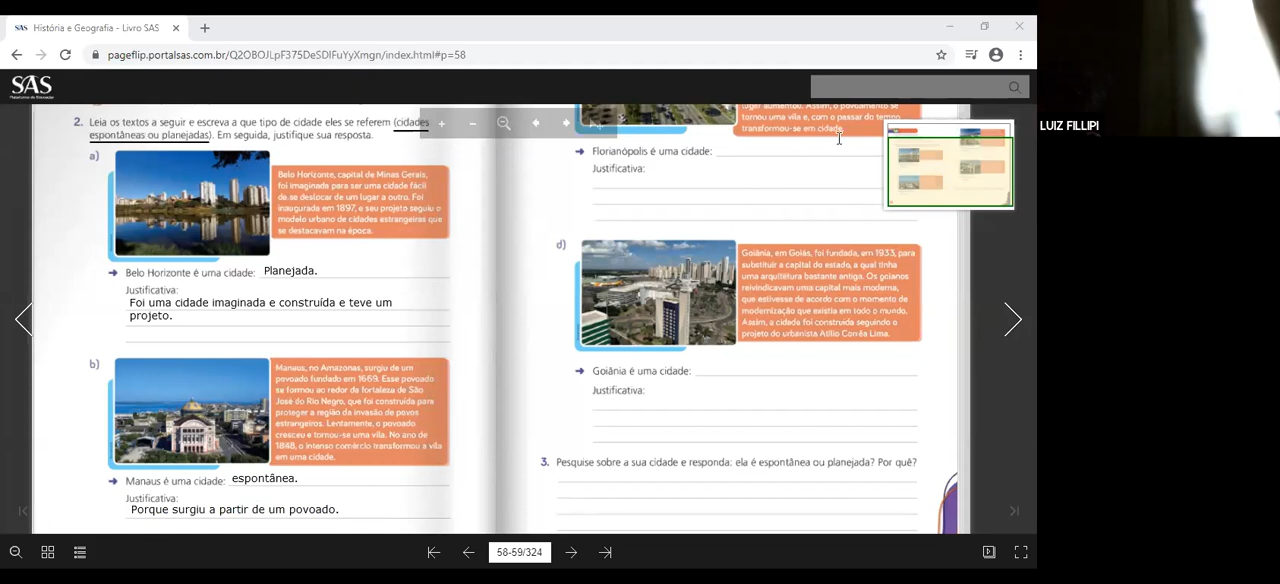 SAS História e Geografia - Livro SAS
pageflip.portalsas.com.br/Q2OBOJLpF375DeSDIFuYyXmgn/index.html#p=58
SAS
2. Leia os textos a seguir e escreva a que tipo de cidade eles se referem (cidades
espontâneas ou planejadas). Em seguida, justifique sua resposta.
a)
Belo Horizonte, capital de Minas Gerais,
foi imaginada para ser uma cidade fácil
de se deslocar de um lugar a outro. Foi
inaugurada em 1897, e seu projeto seguiu o
modelo urbano de cidades estrangeiras que
se destacavam na época.
Belo Horizonte é uma cidade: Planejada.
Justificativa:
Foi uma cidade imaginada e construída e teve um
projeto.
b)
Manaus, no Amazonas, surgiu de um
povoado fundado em 1669. Esse povoado
se formou ao redor da fortaleza de São
José do Rio Negro, que foi construída para
proteger a região da invasão de povos
estrangeiros. Lentamente, o povoado
cresceu e tornou-se uma vila. No ano de
1848, o intenso comércio transformou a vila
em uma cidade.
Manaus é uma cidade: espontânea.
Justificativa:
Porque surgiu a partir de um povoado.
lugar aumentou. Assim, o povoamento se
tornou uma vila e, com o passar do tempo
transformou-se em cidade.
Florianópolis é uma cidade:
Justificativa:
d)
Goiânia, em Goiás, foi fundada, em 1933, para
substituir a capital do estado, a qual tinha
uma arquitetura bastante antiga. Os goianos
reivindicavam uma capital mais moderna,
que estivesse de acordo com o momento de
modernização que existia em todo o mundo.
Assim, a cidade foi construída seguindo o
projeto do urbanista Atílio Corrêa Lima.
Goiânia é uma cidade:
Justificativa:
3. Pesquise sobre a sua cidade e responda: ela é espontânea ou planejada? Por quê?
58-59/324
LUIZ FILLIPI